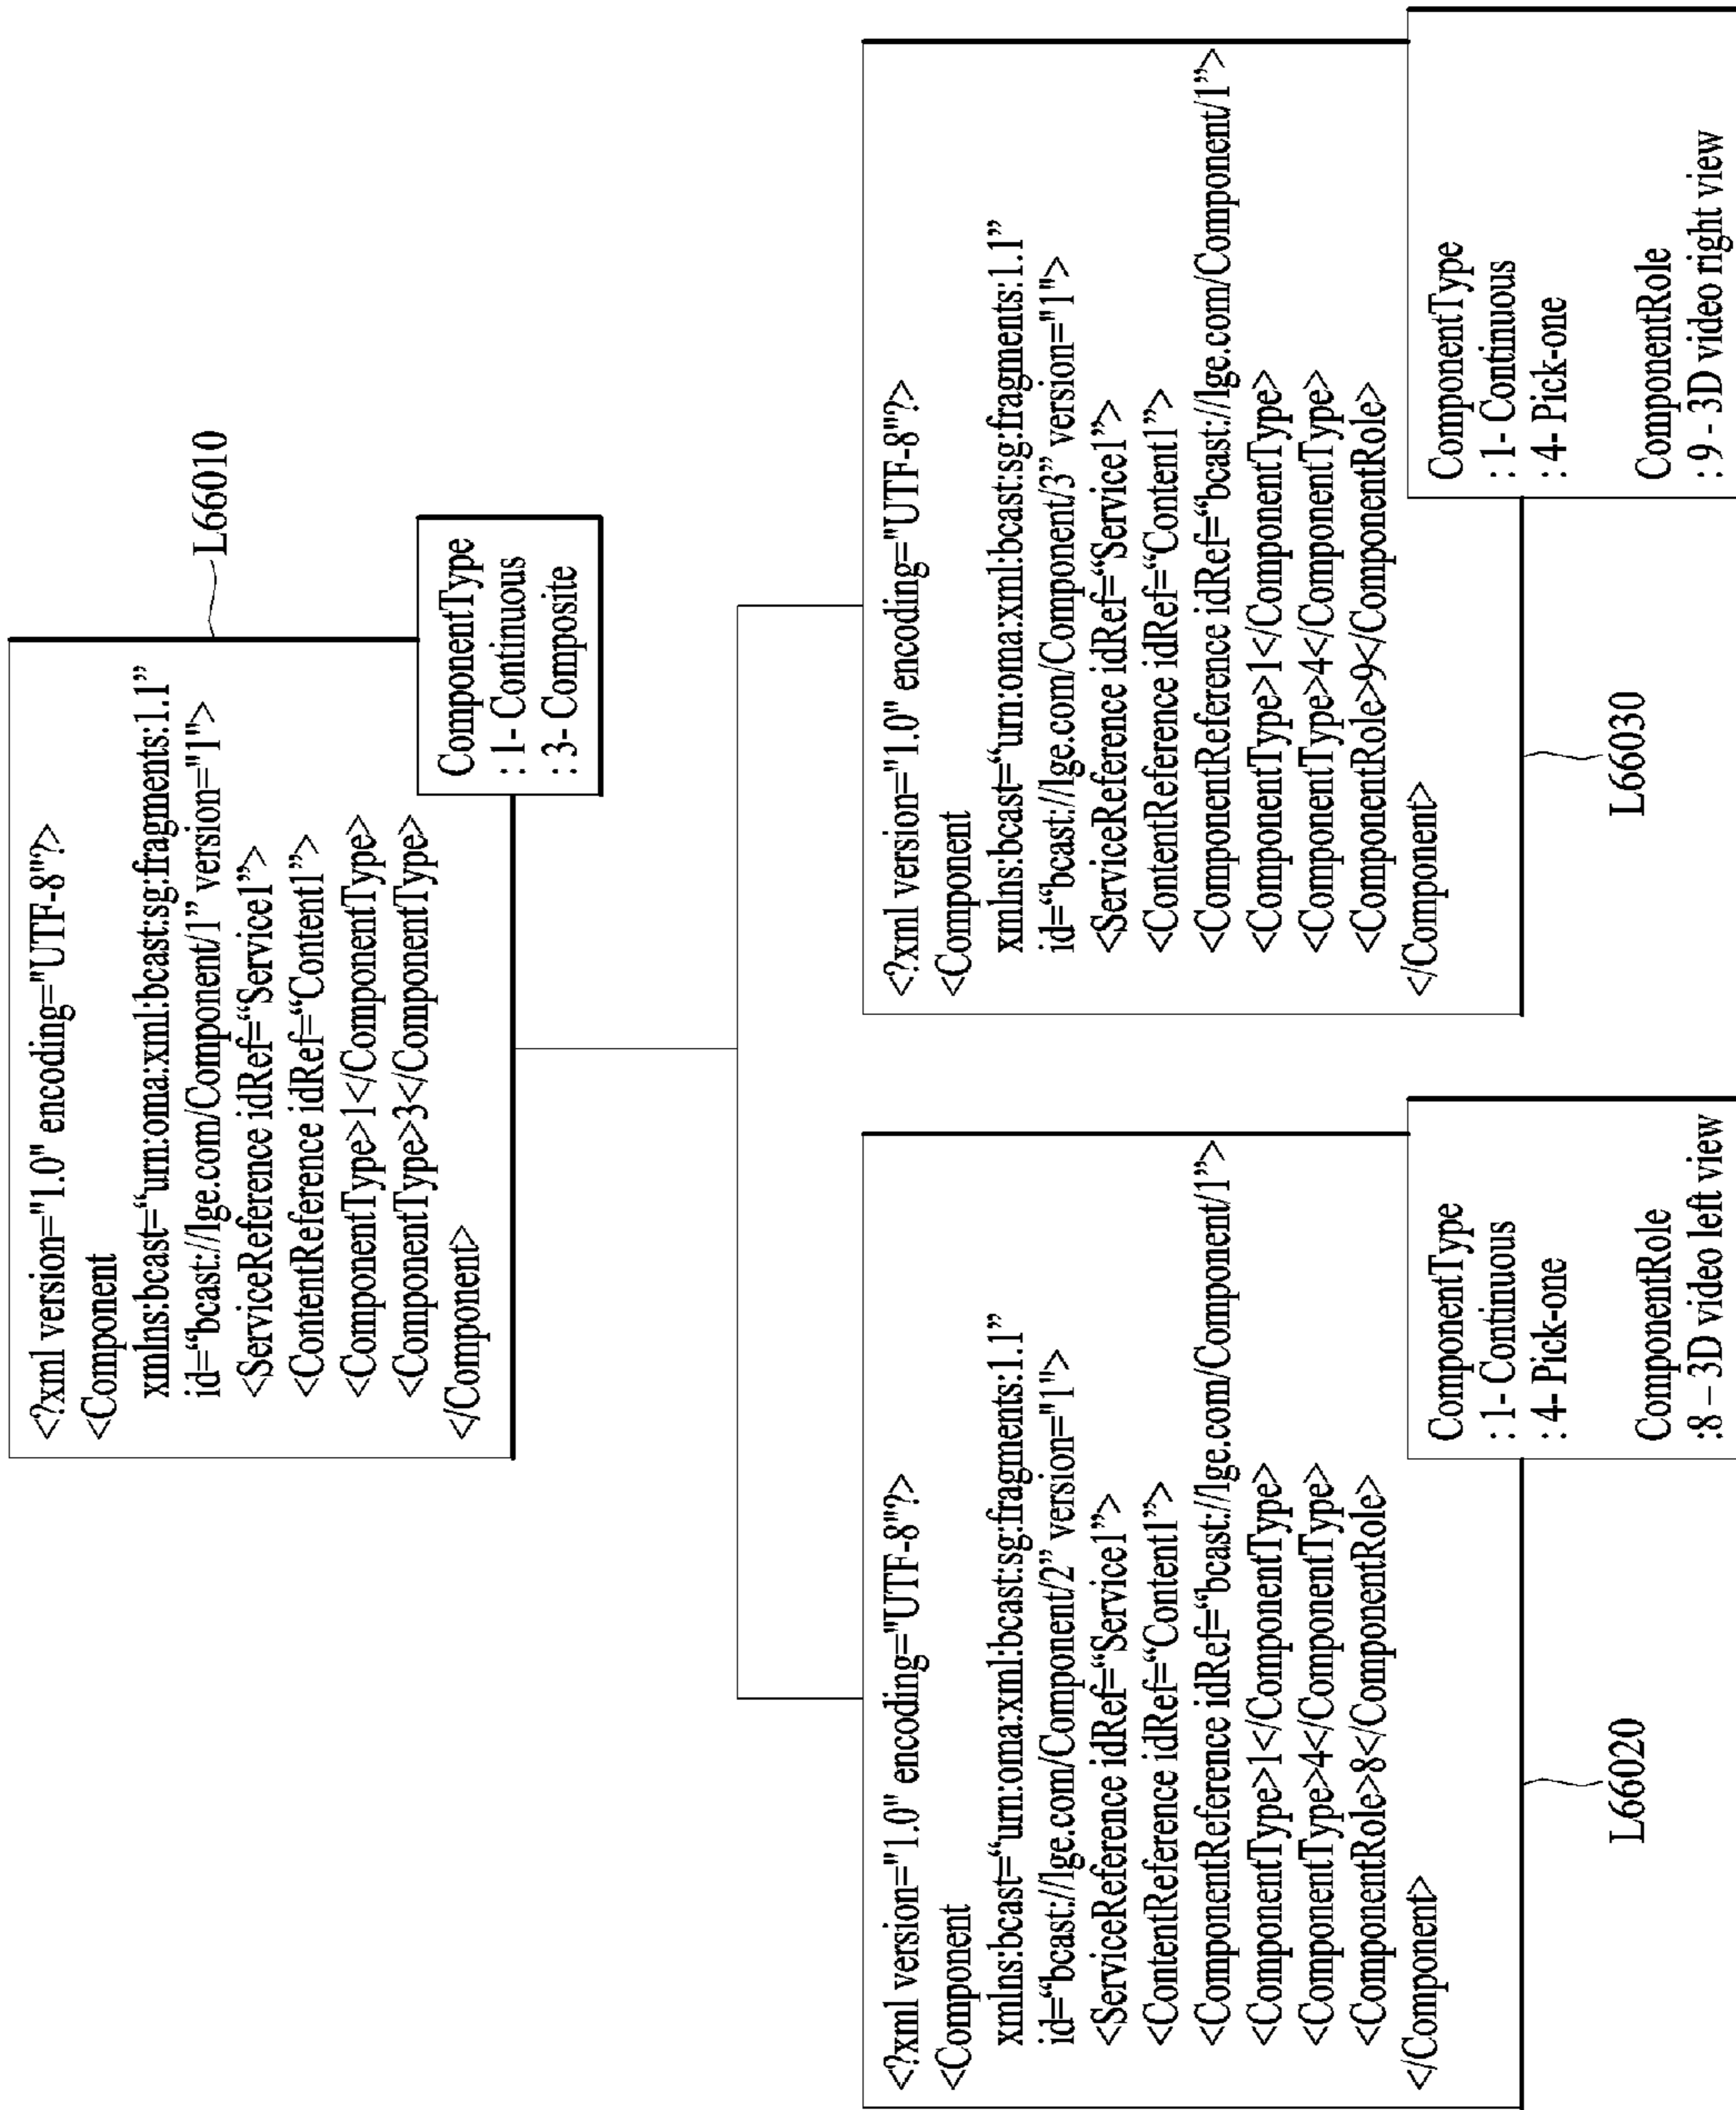 <?xml version="1.0" encoding="UTF-8"?>
<Component
xmlns:bcast=“urn:oma:xml:bcast:sg:fragments:1.1”
id=“bcast://lge.com/Component/1” version="1">
<ServiceReference idRef=“Service1”>
<ContentReference idRef=“Content1”>
<ComponentType>1</ComponentType>
<ComponentType>3</ComponentType>
</Component>
L66010
ComponentType
: 1- Continuous
: 3- Composite
<?xml version="1.0" encoding="UTF-8"?>
<Component
xmlns:bcast=“urn:oma:xml:bcast:sg:fragments:1.1”
id=“bcast://lge.com/Component/2” version="1">
<ServiceReference idRef=“Service1”>
<ContentReference idRef=“Content1”>
<ComponentReference idRef=“bcast://lge.com/Component/1”>
<ComponentType>1</ComponentType>
<ComponentType>4</ComponentType>
<ComponentRole>8</ComponentRole>
</Component>
ComponentType
: 1- Continuous
: 4- Pick-one
ComponentRole
:8 – 3D video left view
L66020
<?xml version="1.0" encoding="UTF-8"?>
<Component
xmlns:bcast=“urn:oma:xml:bcast:sg:fragments:1.1”
id=“bcast://lge.com/Component/3” version="1">
<ServiceReference idRef=“Service1”>
<ContentReference idRef=“Content1”>
<ComponentReference idRef=“bcast://lge.com/Component/1”>
<ComponentType>1</ComponentType>
<ComponentType>4</ComponentType>
<ComponentRole>9</ComponentRole>
</Component>
ComponentType
: 1- Continuous
: 4- Pick-one
ComponentRole
: 9 - 3D video right view
L66030